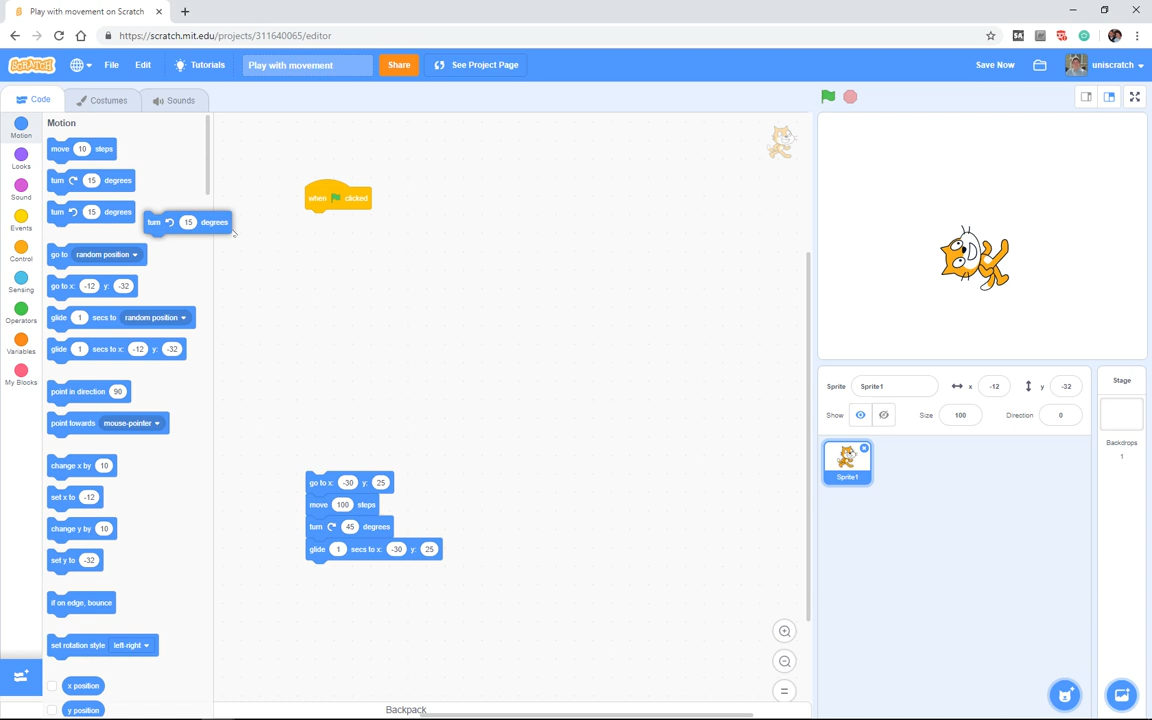 Play with movement on Scratch
https://scratch.mit.edu/projects/311640065/editor
SCRATCH
File
Edit
Tutorials
Play with movement
Share
See Project Page
Save Now
uniscratch
Code
Costumes
Sounds
Motion
Looks
Sound
Events
Control
Sensing
Operators
Variables
My Blocks
Motion
move 10 steps
turn 15 degrees
turn 15 degrees
turn 15 degrees
go to random position
go to x: -12 y: -32
glide 1 secs to random position
glide 1 secs to x: -12 y: -32
point in direction 90
point towards mouse-pointer
change x by 10
set x to -12
change y by 10
set y to -32
if on edge, bounce
set rotation style left-right
x position
y position
when clicked
go to x: -30 y: 25
move 100 steps
turn 45 degrees
glide 1 secs to x: -30 y: 25
Backpack
Sprite Sprite1 x -12 y -32
Show Size 100 Direction 0
Sprite1
Stage
Backdrops
1